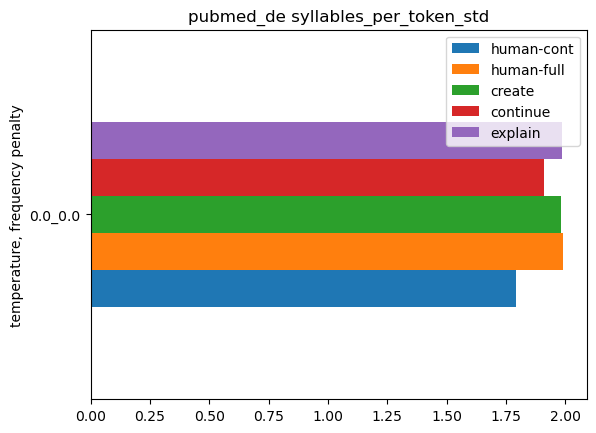 pubmed_de syllables_per_token_std
human-cont
human-full
create
continue
explain
temperature, frequency penalty
0.0_0.0
0.00 0.25 0.50 0.75 1.00 1.25 1.50 1.75 2.00